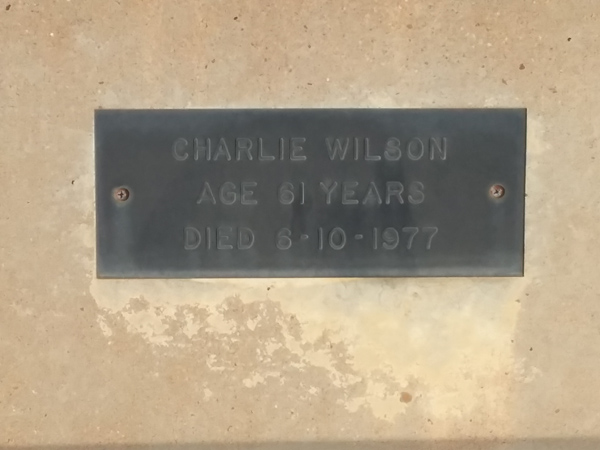 CHARLIE WILSON
AGE 61 YEARS
DIED 6-10-1977